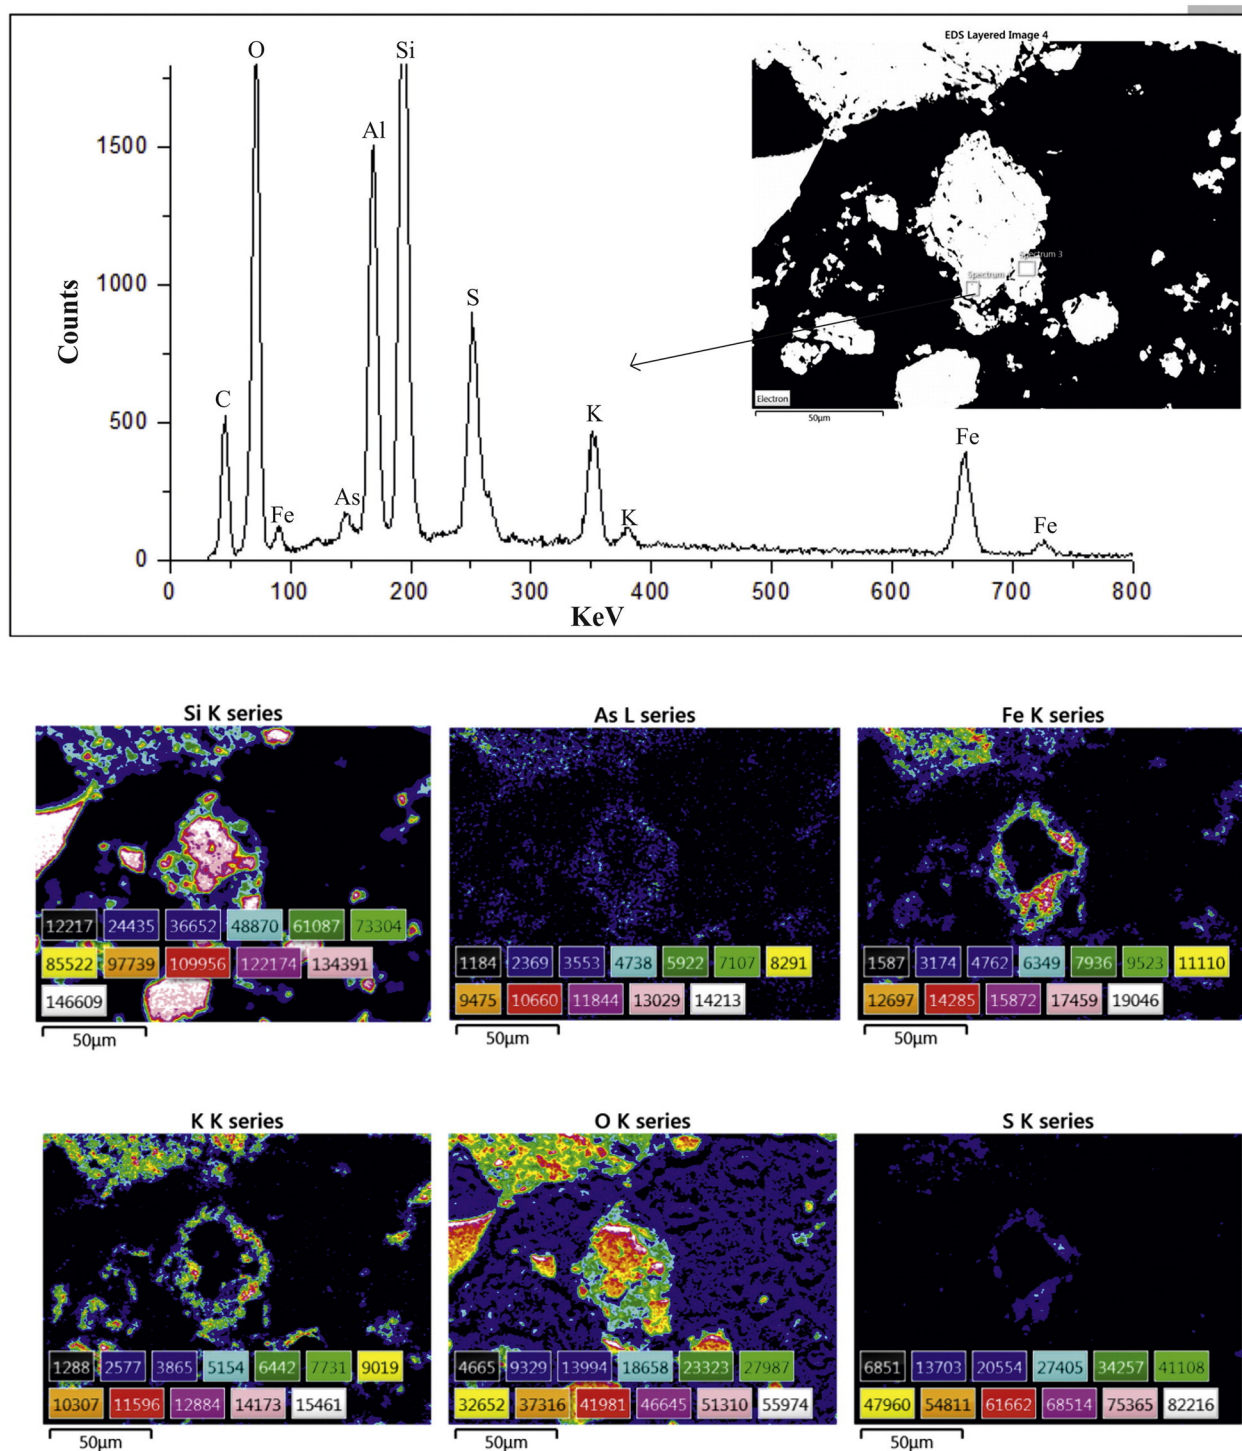 EDS Layered Image 4
O
Si
1500
Al
Spectrum 3
Spectrum
1000
S
Counts
C
500
K
Electron
50μm
Fe
As
Fe
K
Fe
0
0 100 200 300 400 500 600 700 800
KeV
Si K series
As L series
Fe K series
12217 24435 36652 48870 61087 73304
85522 97739 109956 122174 134391
146609
50μm
1184 2369 3553 4738 5922 7107 8291
9475 10660 11844 13029 14213
50μm
1587 3174 4762 6349 7936 9523 11110
12697 14285 15872 17459 19046
50μm
K K series
O K series
S K series
1288 2577 3865 5154 6442 7731 9019
10307 11596 12884 14173 15461
50μm
4665 9329 13994 18658 23323 27987
32652 37316 41981 46645 51310 55974
50μm
6851 13703 20554 27405 34257 41108
47960 54811 61662 68514 75365 82216
50μm